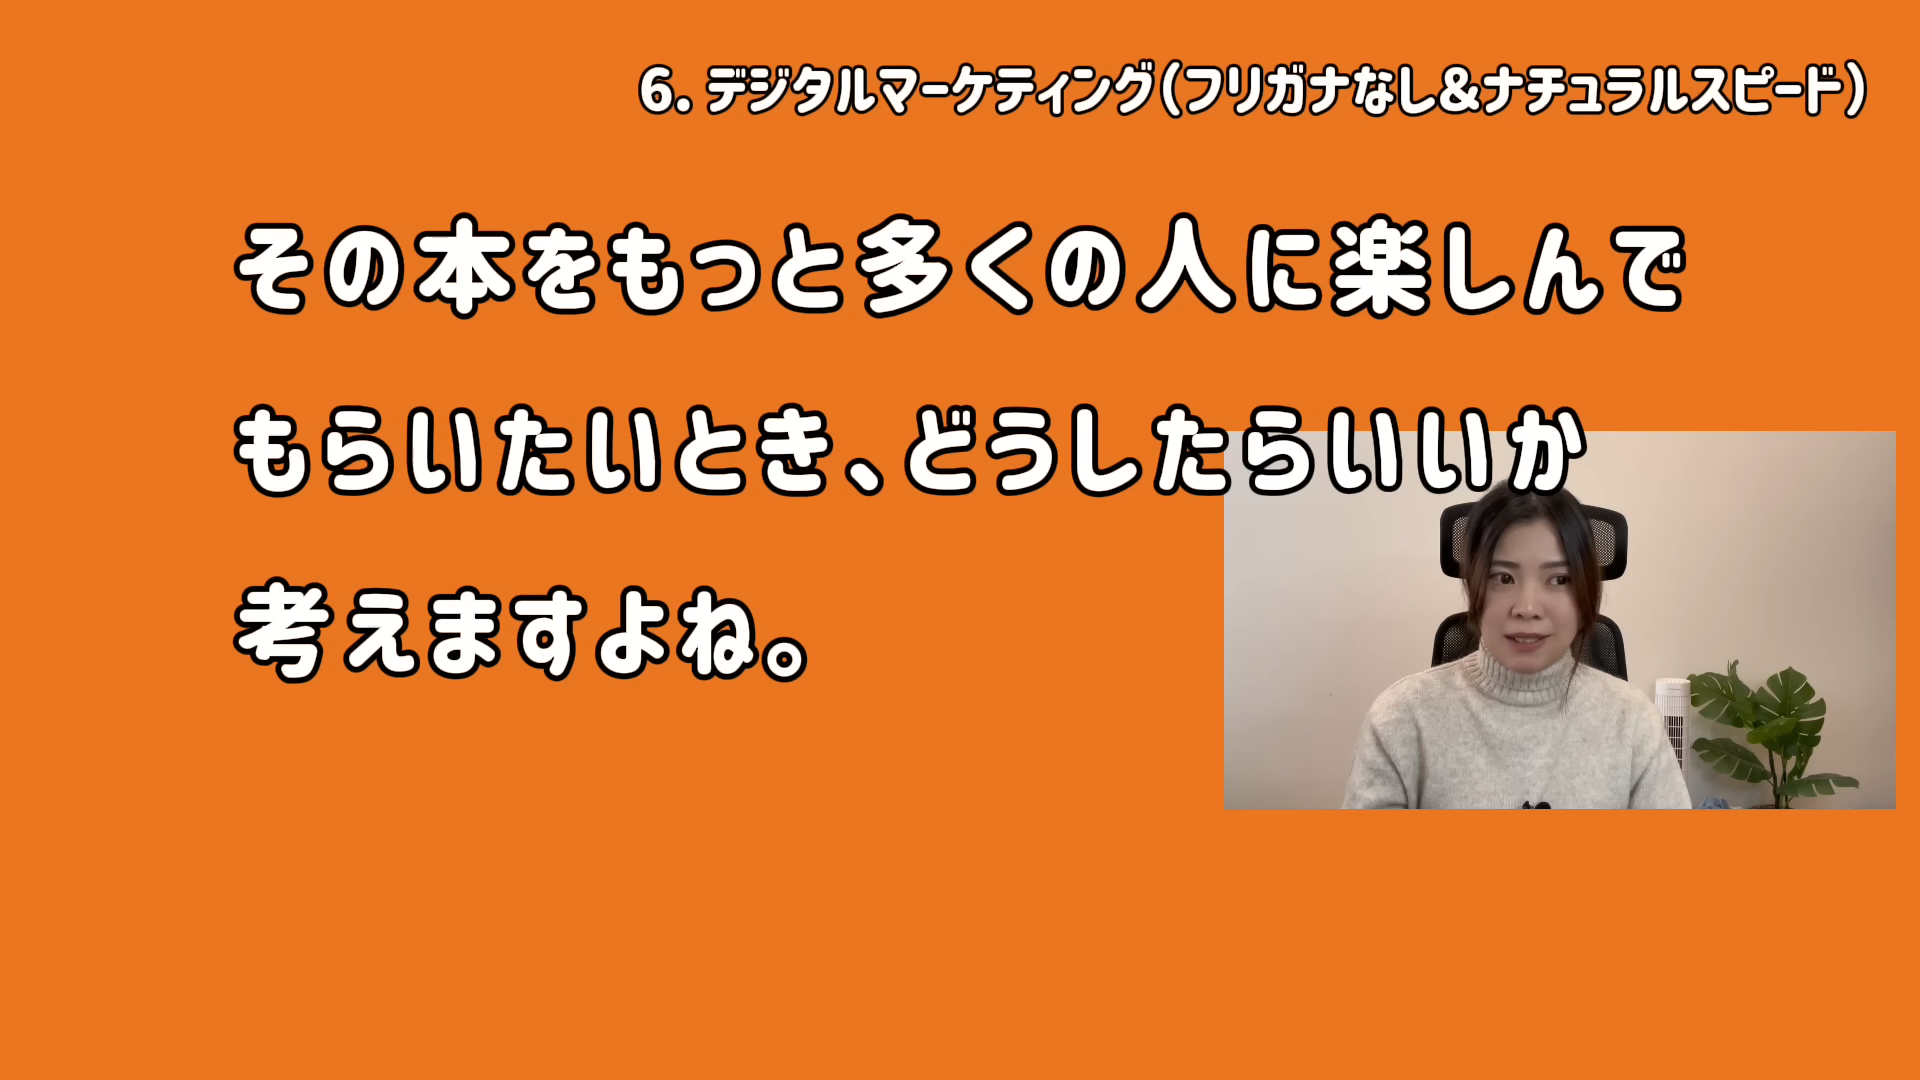 6. デジタルマーケティング(フリガナなし&ナチュラルスピード)
その本をもっと多くの人に楽しんで
もらいたいとき、どうしたらいいか
考えますよね。